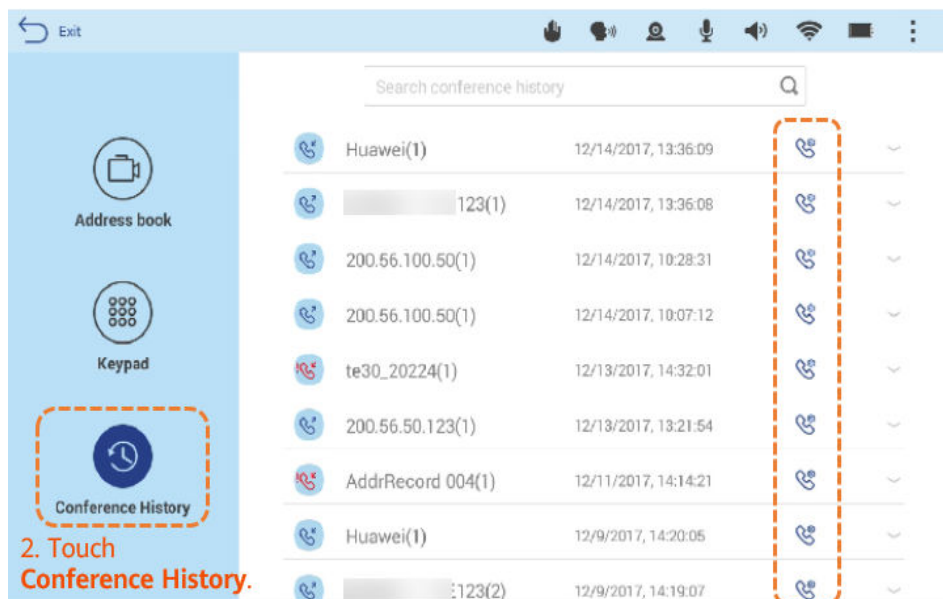 Exit
Search conference history
Huawei(1) 12/14/2017, 13:36:09
123(1) 12/14/2017, 13:36:08
Address book
200.56.100.50(1) 12/14/2017, 10:28:31
200.56.100.50(1) 12/14/2017, 10:07:12
Keypad
te30_20224(1) 12/13/2017, 14:32:01
200.56.50.123(1) 12/13/2017, 13:21:54
AddrRecord 004(1) 12/11/2017, 14:14:21
Conference History
Huawei(1) 12/9/2017, 14:20:05
2. Touch
Conference History.
123(2) 12/9/2017, 14:19:07